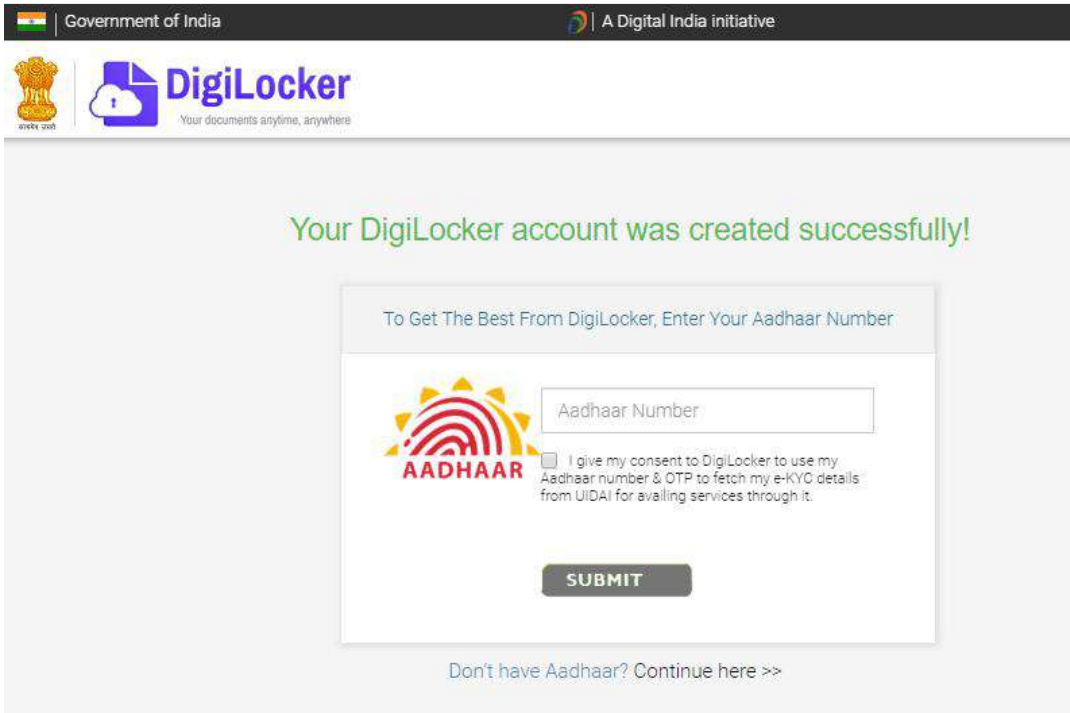 Government of India
A Digital India initiative
DigiLocker
Your documents anytime, anywhere
सत्यमेव जयते
Your DigiLocker account was created successfully!
To Get The Best From DigiLocker, Enter Your Aadhaar Number
AADHAAR
Aadhaar Number
I give my consent to DigiLocker to use my
Aadhaar number & OTP to fetch my e-KYC details
from UIDAI for availing services through it.
SUBMIT
Don't have Aadhaar? Continue here >>